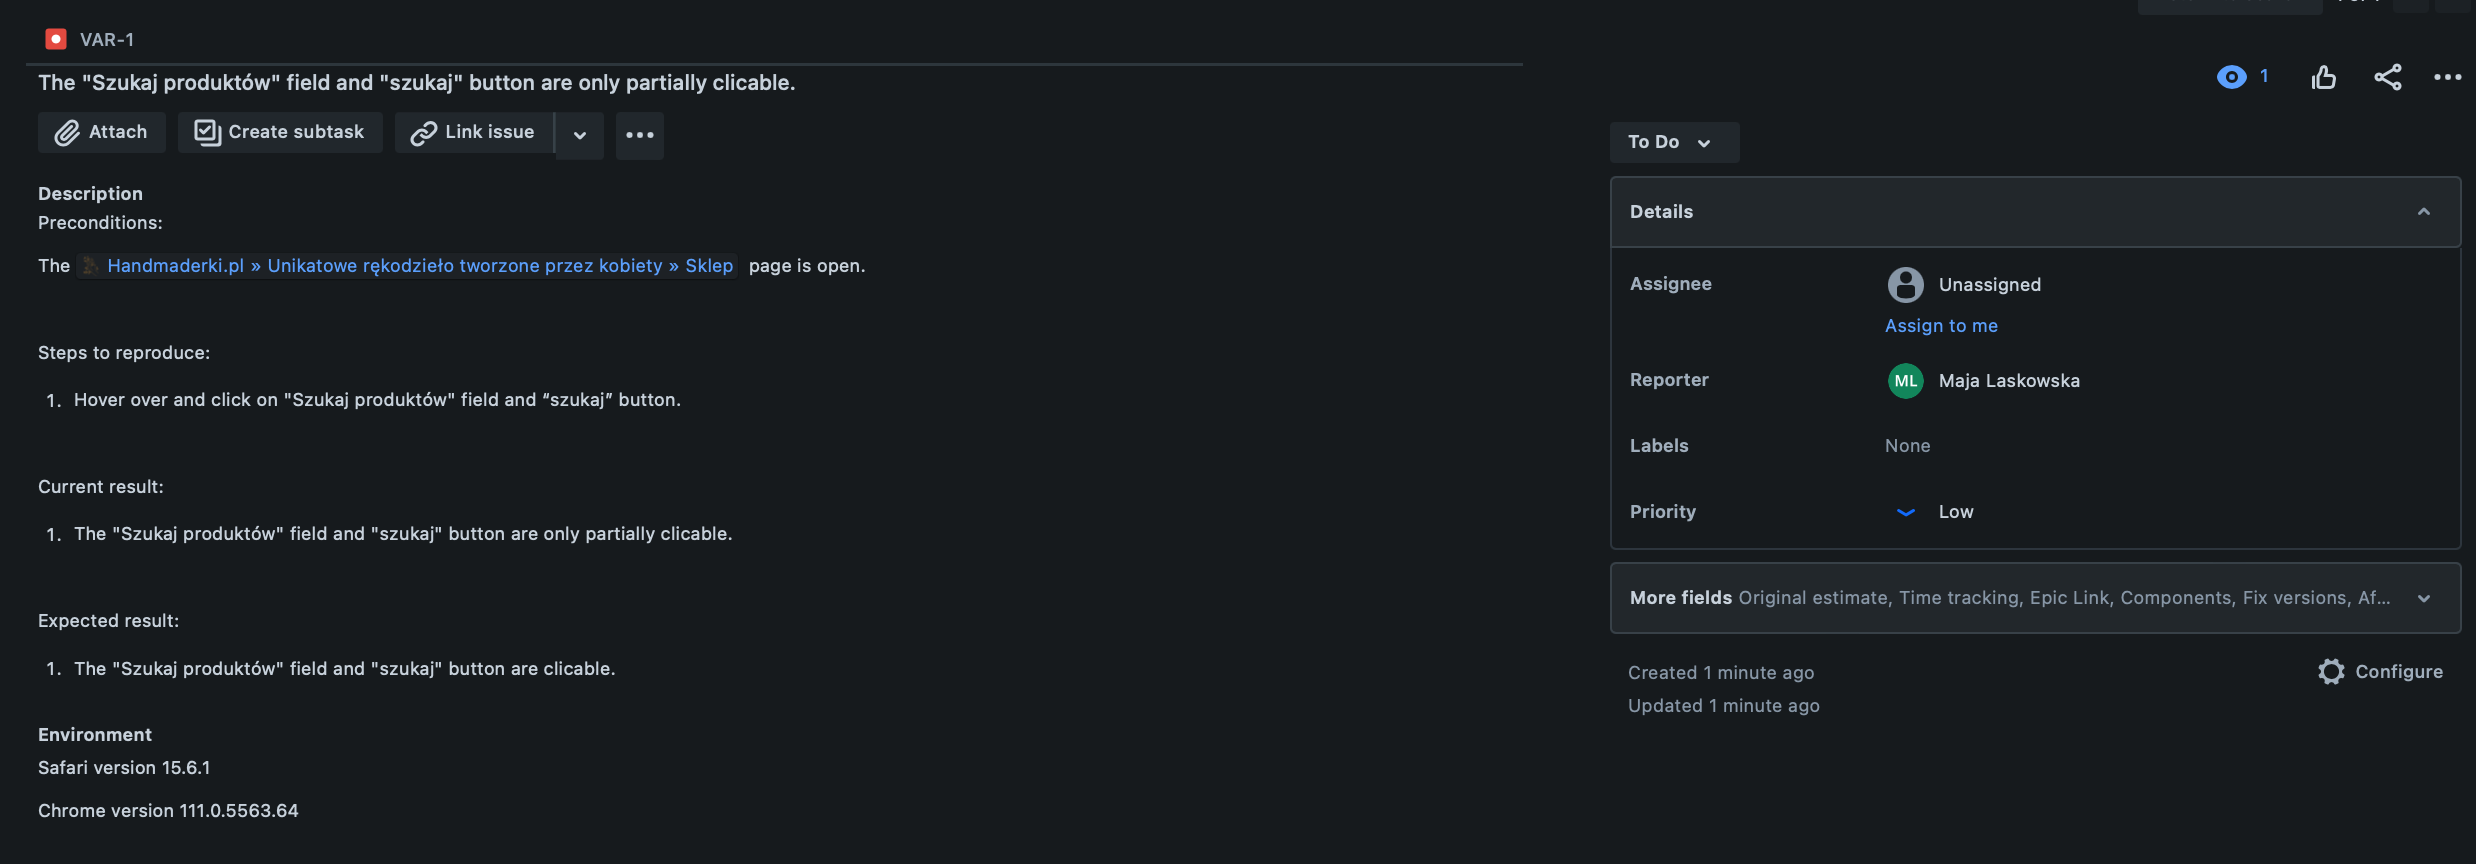 VAR-1
The "Szukaj produktów" field and "szukaj" button are only partially clicable.
Attach
Create subtask
Link issue
Description
Preconditions:
The Handmaderki.pl » Unikatowe rękodzieło tworzone przez kobiety » Sklep page is open.
Steps to reproduce:
1. Hover over and click on "Szukaj produktów" field and “szukaj” button.
Current result:
1. The "Szukaj produktów" field and "szukaj" button are only partially clicable.
Expected result:
1. The "Szukaj produktów" field and "szukaj" button are clicable.
Environment
Safari version 15.6.1
Chrome version 111.0.5563.64
1
To Do
Details
Assignee
Unassigned
Assign to me
Reporter
ML Maja Laskowska
Labels
None
Priority
Low
More fields Original estimate, Time tracking, Epic Link, Components, Fix versions, Af...
Created 1 minute ago
Configure
Updated 1 minute ago